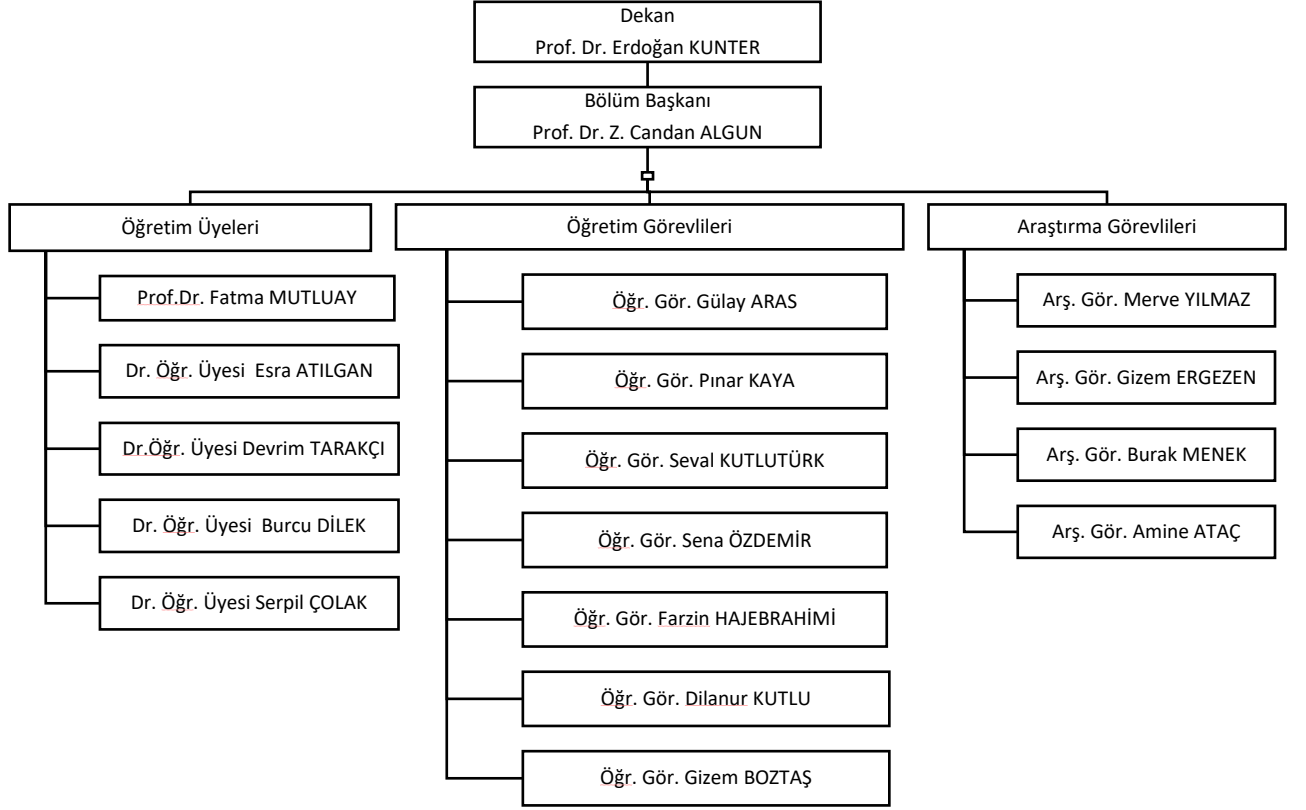 Dekan
Prof. Dr. Erdoğan KUNTER
Bölüm Başkanı
Prof. Dr. Z. Candan ALGUN
Öğretim Üyeleri
Prof.Dr. Fatma MUTLUAY
Dr. Öğr. Üyesi  Esra ATILGAN
Dr.Öğr. Üyesi Devrim TARAKÇI
Dr. Öğr. Üyesi  Burcu DİLEK
Dr. Öğr. Üyesi Serpil ÇOLAK
Öğretim Görevlileri
Öğr. Gör. Gülay ARAS
Öğr. Gör. Pınar KAYA
Öğr. Gör. Seval KUTLUTÜRK
Öğr. Gör. Sena ÖZDEMİR
Öğr. Gör. Farzin HAJEBRAHİMİ
Öğr. Gör. Dilanur KUTLU
Öğr. Gör. Gizem BOZTAŞ
Araştırma Görevlileri
Arş. Gör. Merve YILMAZ
Arş. Gör. Gizem ERGEZEN
Arş. Gör. Burak MENEK
Arş. Gör. Amine ATAÇ